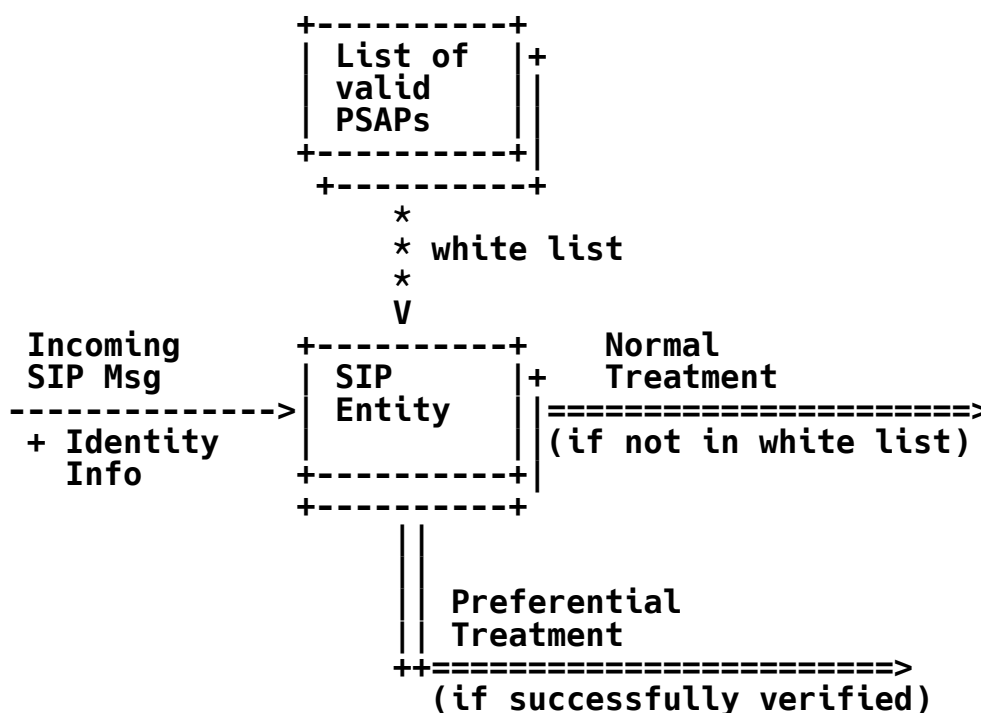 +----------+
| List of |+
| valid ||
| PSAPs ||
+----------+|
+----------+
*
* white list
*
V
Incoming +----------+ Normal
SIP Msg | SIP |+ Treatment
-------------->| Entity ||======================>
+ Identity | ||(if not in white list)
Info +----------+|
+----------+
||
||
|| Preferential
|| Treatment
++========================>
(if successfully verified)